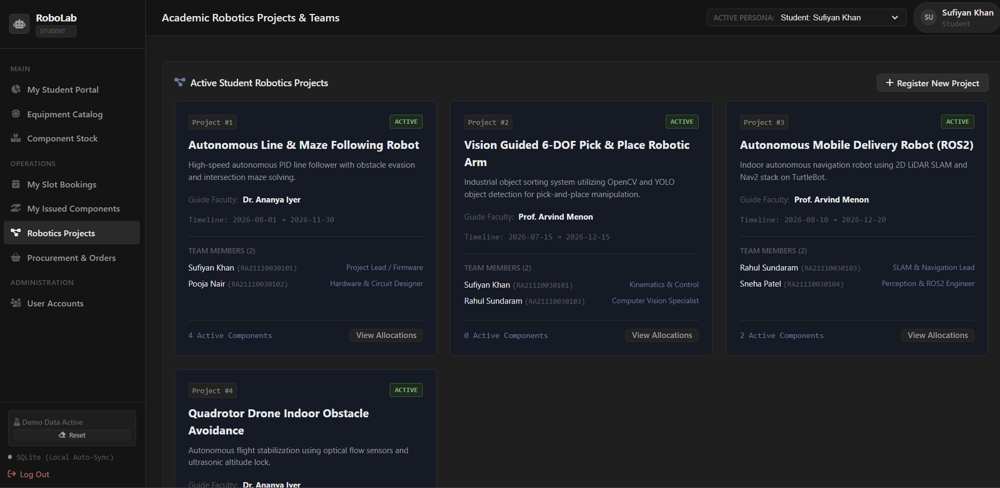 RoboLab
STUDENT
MAIN
My Student Portal
Equipment Catalog
Component Stock
OPERATIONS
My Slot Bookings
My Issued Components
Robotics Projects
Procurement & Orders
ADMINISTRATION
User Accounts
Demo Data Active
Reset
SQLite (Local Auto-Sync)
Log Out
Academic Robotics Projects & Teams
ACTIVE PERSONA: Student: Sufiyan Khan
SU
Sufiyan Khan
Student
Active Student Robotics Projects
+ Register New Project
Project #1
ACTIVE
Autonomous Line & Maze Following Robot
High-speed autonomous PID line follower with obstacle evasion
and intersection maze solving.
Guide Faculty: Dr. Ananya Iyer
Timeline: 2026-08-01 → 2026-11-30
TEAM MEMBERS (2)
Sufiyan Khan (RA21110030101) Project Lead / Firmware
Pooja Nair (RA21110030102) Hardware & Circuit Designer
4 Active Components
View Allocations
Project #2
ACTIVE
Vision Guided 6-DOF Pick & Place Robotic
Arm
Industrial object sorting system utilizing OpenCV and YOLO
object detection for pick-and-place manipulation.
Guide Faculty: Prof. Arvind Menon
Timeline: 2026-07-15 → 2026-12-15
TEAM MEMBERS (2)
Sufiyan Khan (RA21110030101) Kinematics & Control
Rahul Sundaram (RA21110030103) Computer Vision Specialist
0 Active Components
View Allocations
Project #3
ACTIVE
Autonomous Mobile Delivery Robot (ROS2)
Indoor autonomous navigation robot using 2D LiDAR SLAM and
Nav2 stack on TurtleBot.
Guide Faculty: Prof. Arvind Menon
Timeline: 2026-08-10 → 2026-12-20
TEAM MEMBERS (2)
Rahul Sundaram (RA21110030103) SLAM & Navigation Lead
Sneha Patel (RA21110030104) Perception & ROS2 Engineer
2 Active Components
View Allocations
Project #4
ACTIVE
Quadrotor Drone Indoor Obstacle
Avoidance
Autonomous flight stabilization using optical flow sensors and
ultrasonic altitude lock.
Guide Faculty: Dr. Ananya Iyer